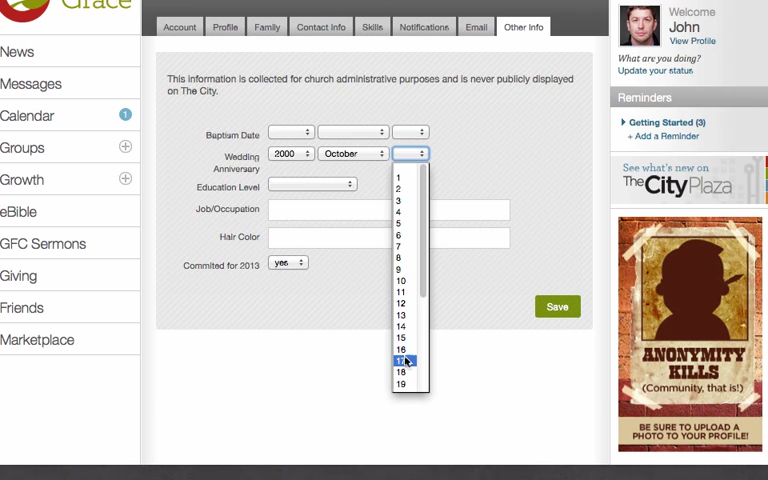 Grace
Account
Profile
Family
Contact Info
Skills
Notifications
Email
Other Info
Welcome
John
View Profile
What are you doing?
Update your status
News
Messages
Calendar 1
Groups
Growth
eBible
GFC Sermons
Giving
Friends
Marketplace
This information is collected for church administrative purposes and is never publicly displayed
on The City.
Baptism Date
Wedding 2000 October
Anniversary
Education Level
Job/Occupation
Hair Color
Commited for 2013 yes
1
2
3
4
5
6
7
8
9
10
11
12
13
14
15
16
17
18
19
Save
Reminders
Getting Started (3)
+ Add a Reminder
See what's new on
TheCityPlaza
ANONYMITY
KILLS
(Community, that is!)
BE SURE TO UPLOAD A
PHOTO TO YOUR PROFILE!